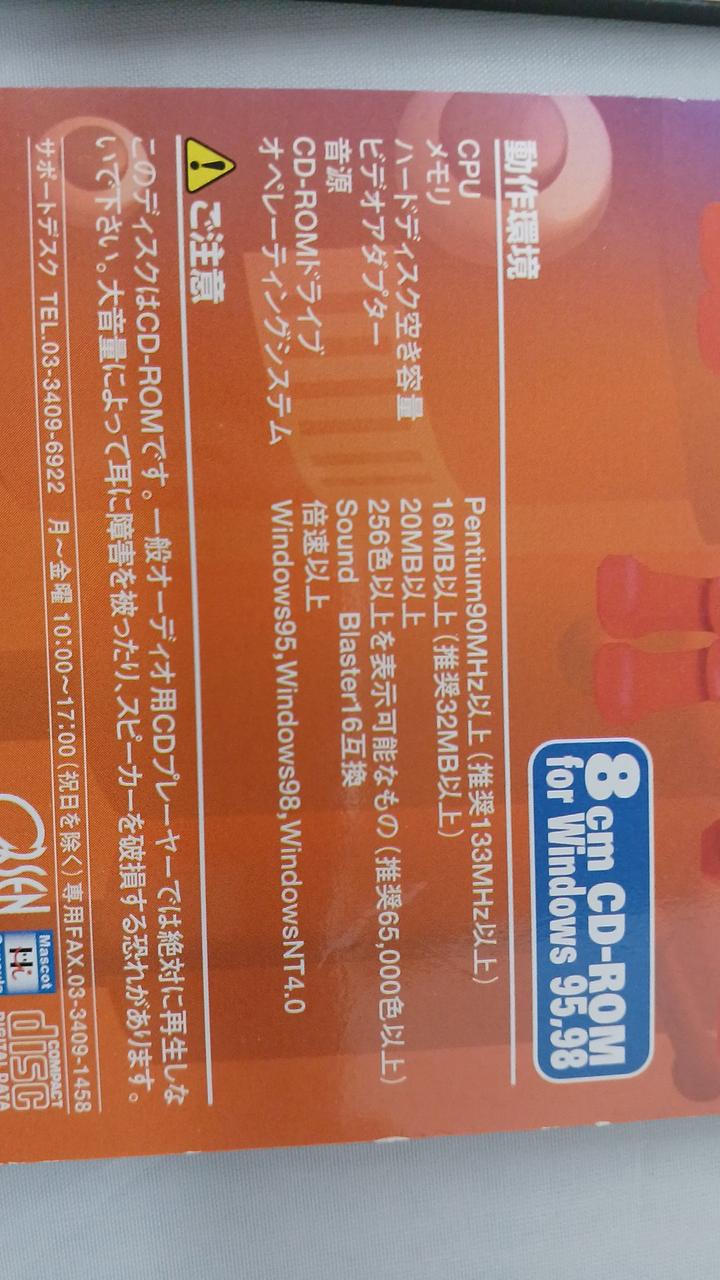 8cm CD-ROM
for Windows 95,98
動作環境
CPU Pentium90MHz以上(推奨133MHz以上)
メモリ 16MB以上(推奨32MB以上)
ハードディスク空き容量 20MB以上
ビデオアダプター 256色以上を表示可能なもの(推奨65,000色以上)
音源 Sound Blaster16互換
CD-ROMドライブ 倍速以上
オペレーティングシステム Windows95,Windows98,WindowsNT4.0
ご注意
このディスクはCD-ROMです。一般オーディオ用CDプレーヤーでは絶対に再生しな
いで下さい。大音量によって耳に障害を被ったり、スピーカーを破損する恐れがあります。
サポートデスク TEL.03-3409-6922 月〜金曜 10:00〜17:00(祝日を除く)専用FAX.03-3409-1458
Mascot
COMPACT
disc
DIGITAL DATA